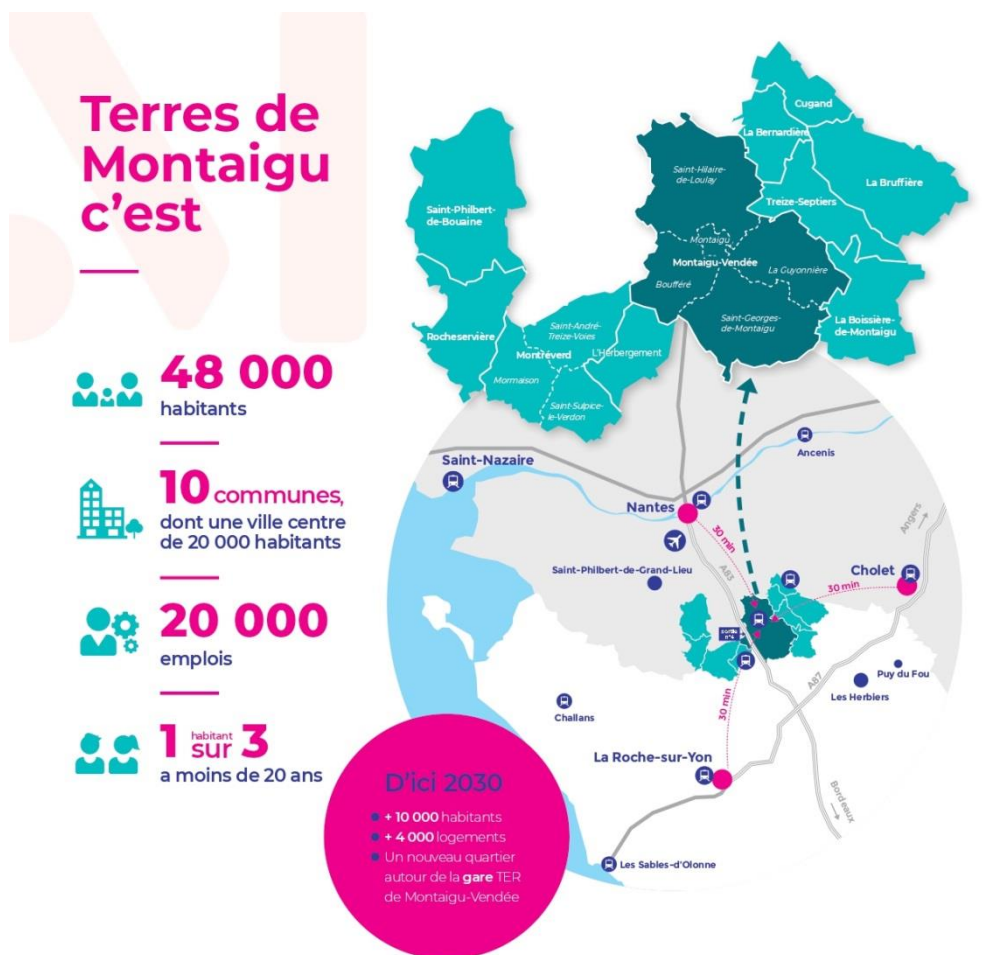 Terres de
Montaigu
c'est
48 000
habitants
10 communes,
dont une ville centre
de 20 000 habitants
20 000
emplois
1 habitant sur 3
a moins de 20 ans
Cugand
La Bernardière
Saint-Hilaire-
de-Loulay
La Bruffière
Treize-Septiers
Saint-Philbert-
de-Bouaine
Montaigu
Montaigu-Vendée
La Guyonnière
Boufféré
Saint-Georges-
de-Montaigu
La Boissière-
de-Montaigu
Rocheservière
Saint-André-
Treize-Voies
Montréverd
L'Herbergement
Mormaison
Saint-Sulpice-
le-Verdon
Saint-Nazaire
Ancenis
Nantes
Angers
30 min
A83
Saint-Philbert-de-Grand-Lieu
Cholet
30 min
sortie
n°4
Puy du Fou
Les Herbiers
A87
30 min
Challans
La Roche-sur-Yon
Bordeaux
Les Sables-d'Olonne
D'ici 2030
+ 10 000 habitants
+ 4 000 logements
Un nouveau quartier
autour de la gare TER
de Montaigu-Vendée